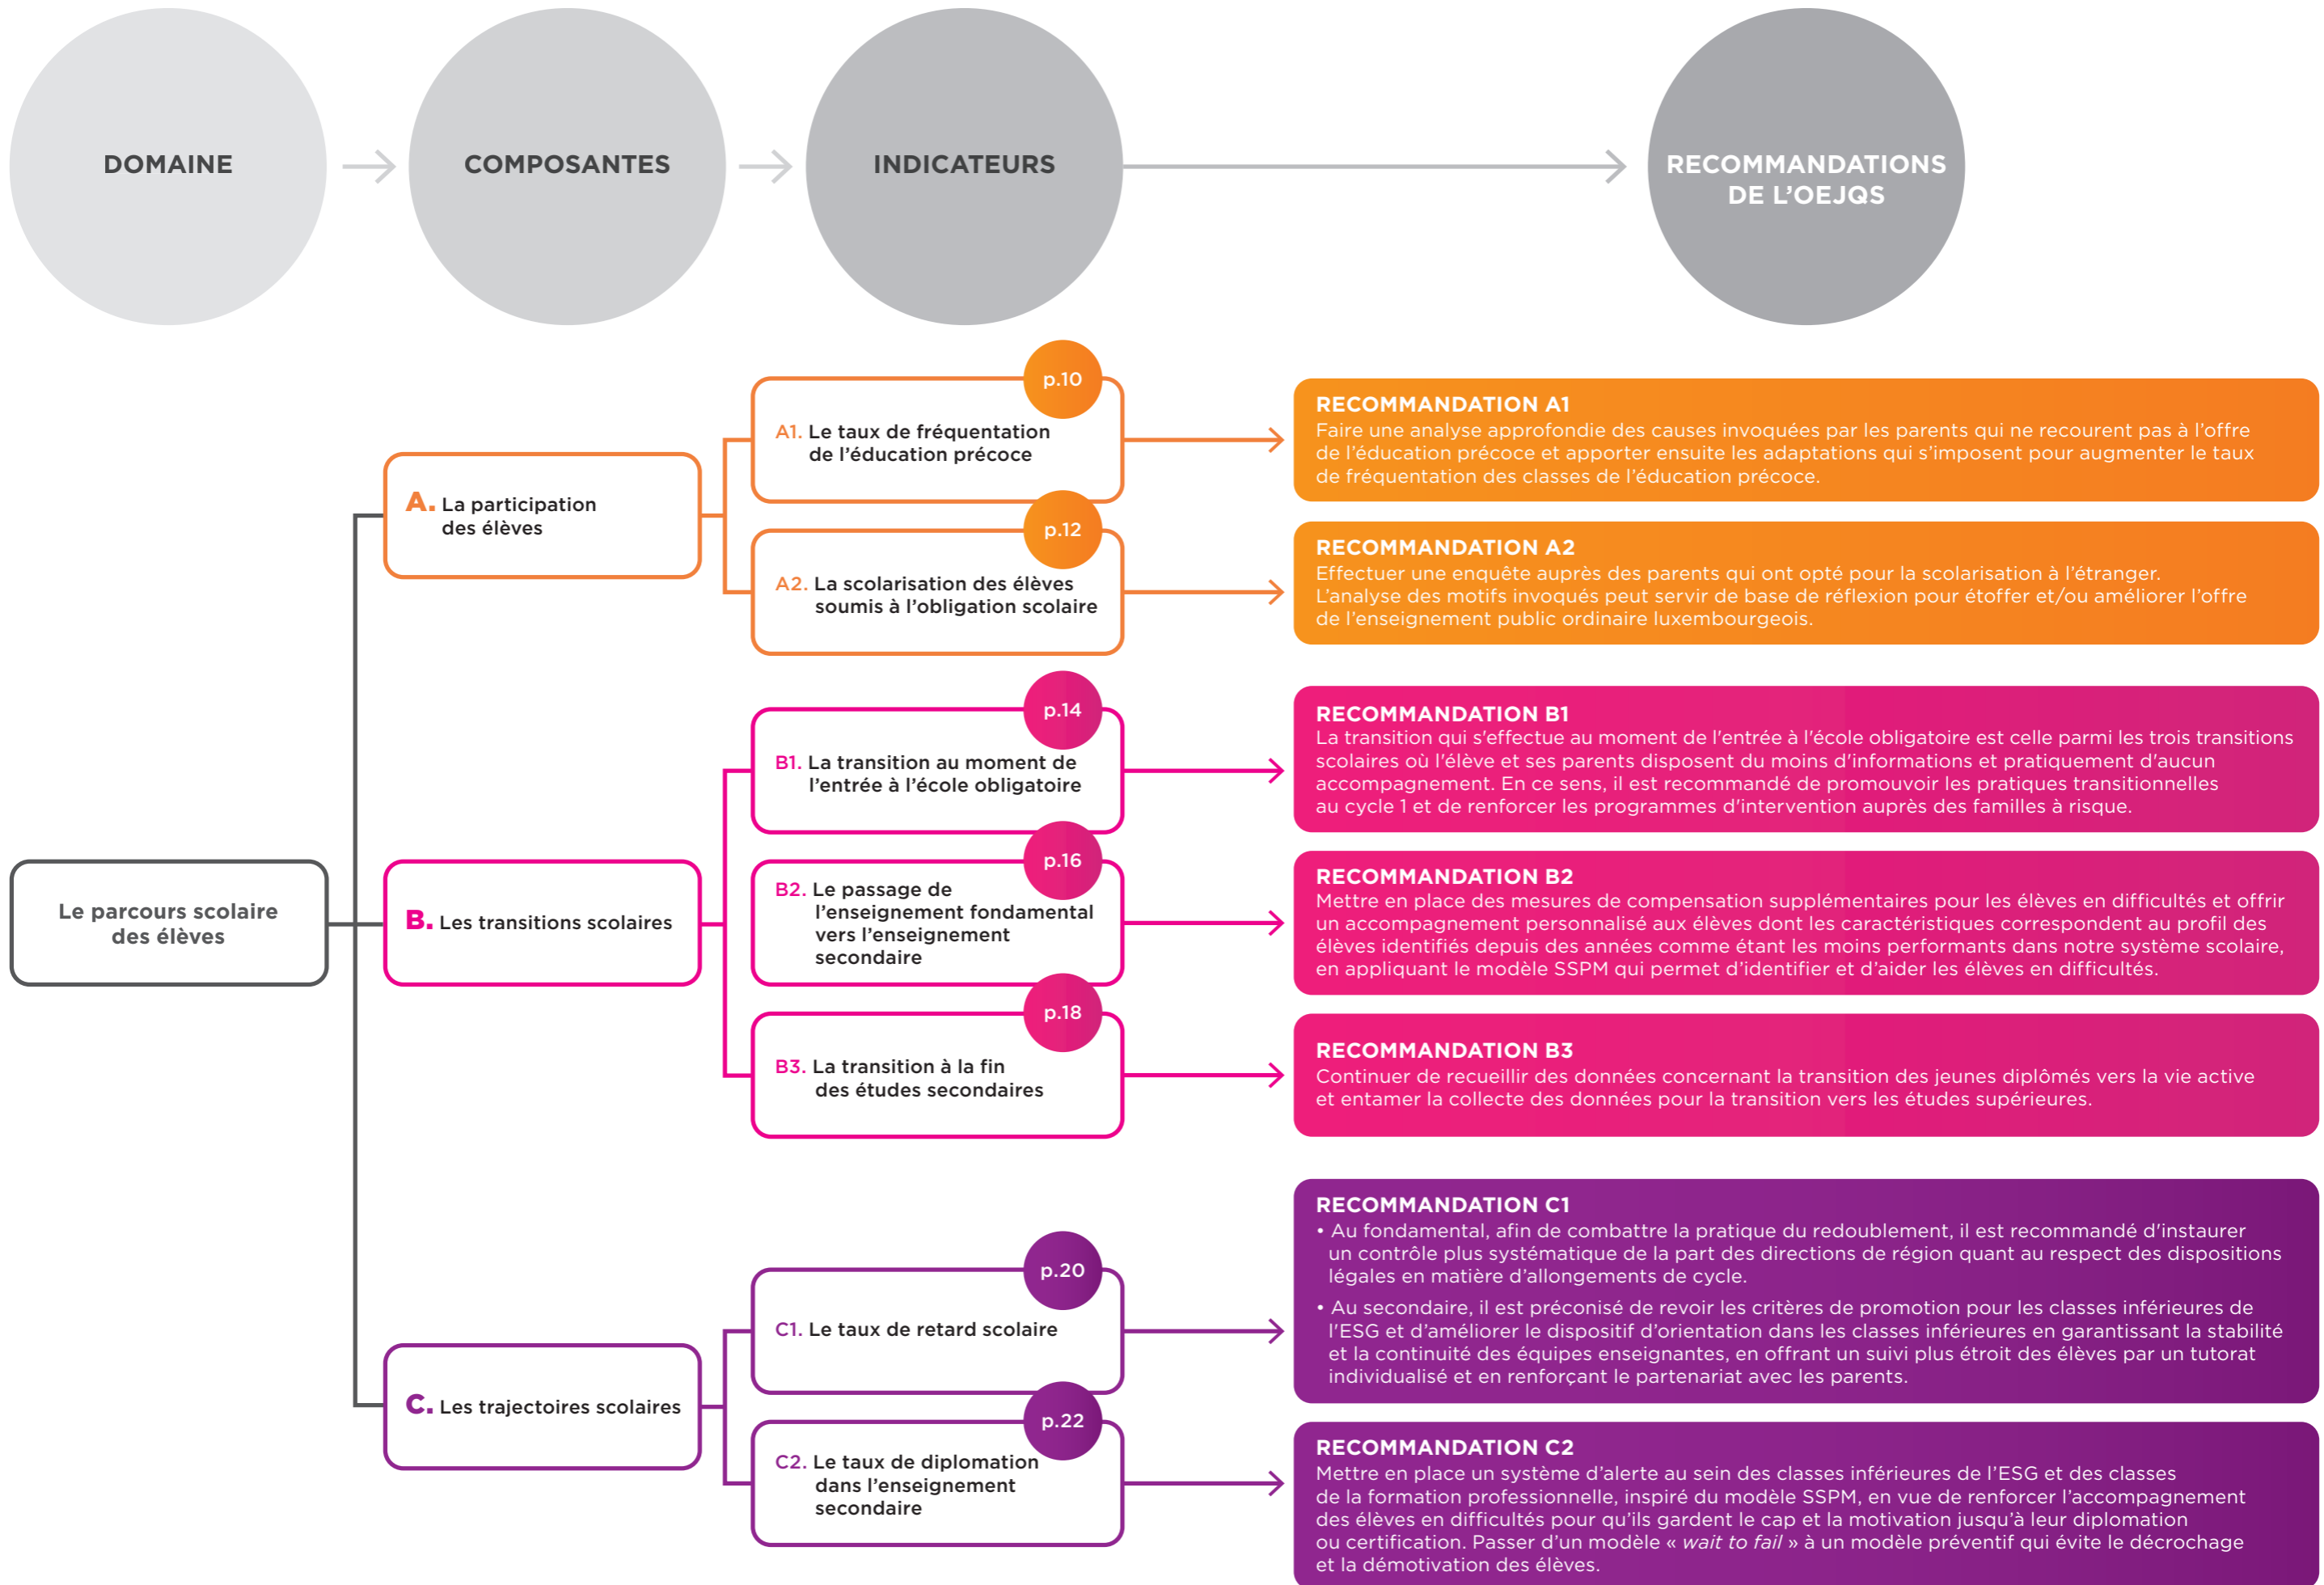 DOMAINE
COMPOSANTES
INDICATEURS
RECOMMANDATIONS
DE L’OEJQS
Le parcours scolaire
des élèves
A. La participation
des élèves
p.10
A1. Le taux de fréquentation
de l’éducation précoce
RECOMMANDATION A1
Faire une analyse approfondie des causes invoquées par les parents qui ne recourent pas à l’offre
de l’éducation précoce et apporter ensuite les adaptations qui s’imposent pour augmenter le taux
de fréquentation des classes de l’éducation précoce.
p.12
A2. La scolarisation des élèves
soumis à l’obligation scolaire
RECOMMANDATION A2
Effectuer une enquête auprès des parents qui ont opté pour la scolarisation à l’étranger.
L’analyse des motifs invoqués peut servir de base de réflexion pour étoffer et/ou améliorer l’offre
de l’enseignement public ordinaire luxembourgeois.
B. Les transitions scolaires
p.14
B1. La transition au moment de
l’entrée à l’école obligatoire
RECOMMANDATION B1
La transition qui s'effectue au moment de l'entrée à l'école obligatoire est celle parmi les trois transitions
scolaires où l'élève et ses parents disposent du moins d'informations et pratiquement d'aucun
accompagnement. En ce sens, il est recommandé de promouvoir les pratiques transitionnelles
au cycle 1 et de renforcer les programmes d'intervention auprès des familles à risque.
p.16
B2. Le passage de
l’enseignement fondamental
vers l’enseignement
secondaire
RECOMMANDATION B2
Mettre en place des mesures de compensation supplémentaires pour les élèves en difficultés et offrir
un accompagnement personnalisé aux élèves dont les caractéristiques correspondent au profil des
élèves identifiés depuis des années comme étant les moins performants dans notre système scolaire,
en appliquant le modèle SSPM qui permet d’identifier et d’aider les élèves en difficultés.
p.18
B3. La transition à la fin
des études secondaires
RECOMMANDATION B3
Continuer de recueillir des données concernant la transition des jeunes diplômés vers la vie active
et entamer la collecte des données pour la transition vers les études supérieures.
C. Les trajectoires scolaires
p.20
C1. Le taux de retard scolaire
RECOMMANDATION C1
• Au fondamental, afin de combattre la pratique du redoublement, il est recommandé d'instaurer
un contrôle plus systématique de la part des directions de région quant au respect des dispositions
légales en matière d’allongements de cycle.
• Au secondaire, il est préconisé de revoir les critères de promotion pour les classes inférieures de
l'ESG et d’améliorer le dispositif d’orientation dans les classes inférieures en garantissant la stabilité
et la continuité des équipes enseignantes, en offrant un suivi plus étroit des élèves par un tutorat
individualisé et en renforçant le partenariat avec les parents.
p.22
C2. Le taux de diplomation
dans l’enseignement
secondaire
RECOMMANDATION C2
Mettre en place un système d’alerte au sein des classes inférieures de l’ESG et des classes
de la formation professionnelle, inspiré du modèle SSPM, en vue de renforcer l’accompagnement
des élèves en difficultés pour qu’ils gardent le cap et la motivation jusqu’à leur diplomation
ou certification. Passer d’un modèle « wait to fail » à un modèle préventif qui évite le décrochage
et la démotivation des élèves.